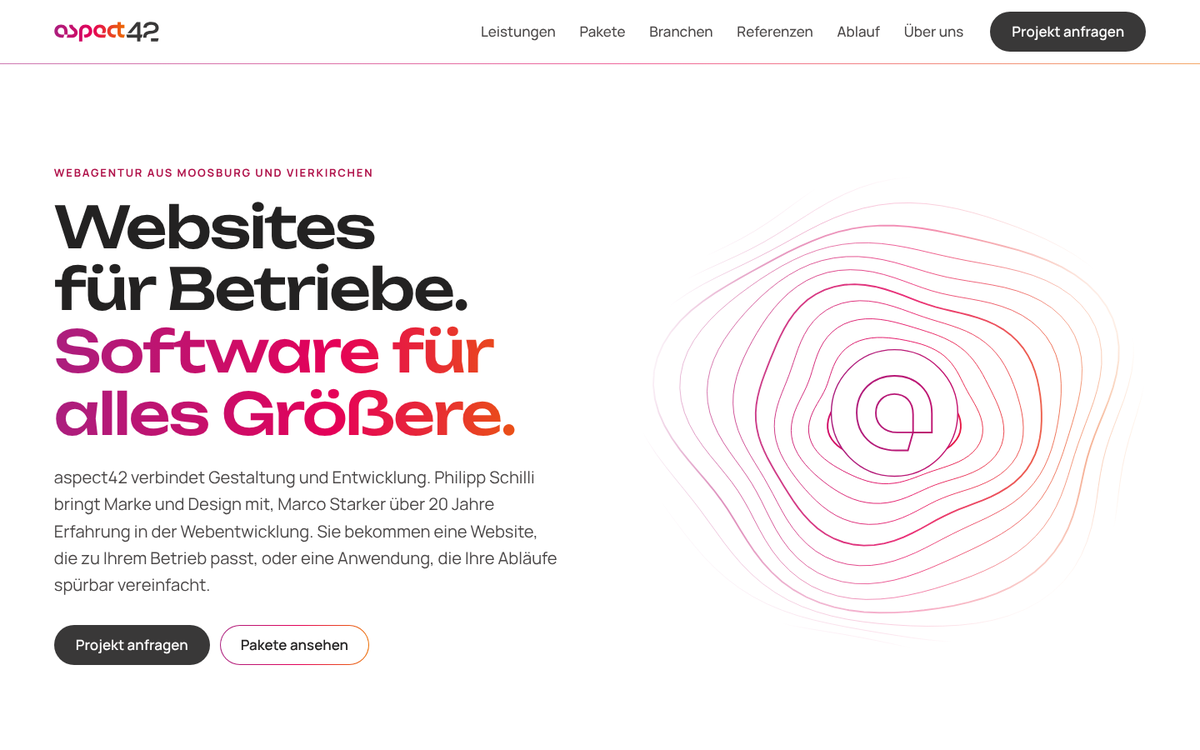 aspect42
Leistungen
Pakete
Branchen
Referenzen
Ablauf
Über uns
Projekt anfragen
WEBAGENTUR AUS MOOSBURG UND VIERKIRCHEN
Websites
für Betriebe.
Software für
alles Größere.
aspect42 verbindet Gestaltung und Entwicklung. Philipp Schilli
bringt Marke und Design mit, Marco Starker über 20 Jahre
Erfahrung in der Webentwicklung. Sie bekommen eine Website,
die zu Ihrem Betrieb passt, oder eine Anwendung, die Ihre Abläufe
spürbar vereinfacht.
Projekt anfragen
Pakete ansehen